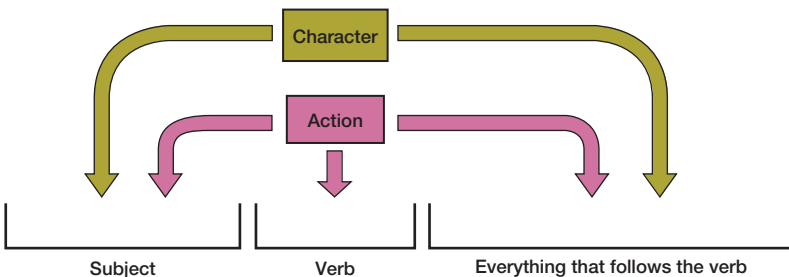 Character
Action
Subject
Verb
Everything that follows the verb